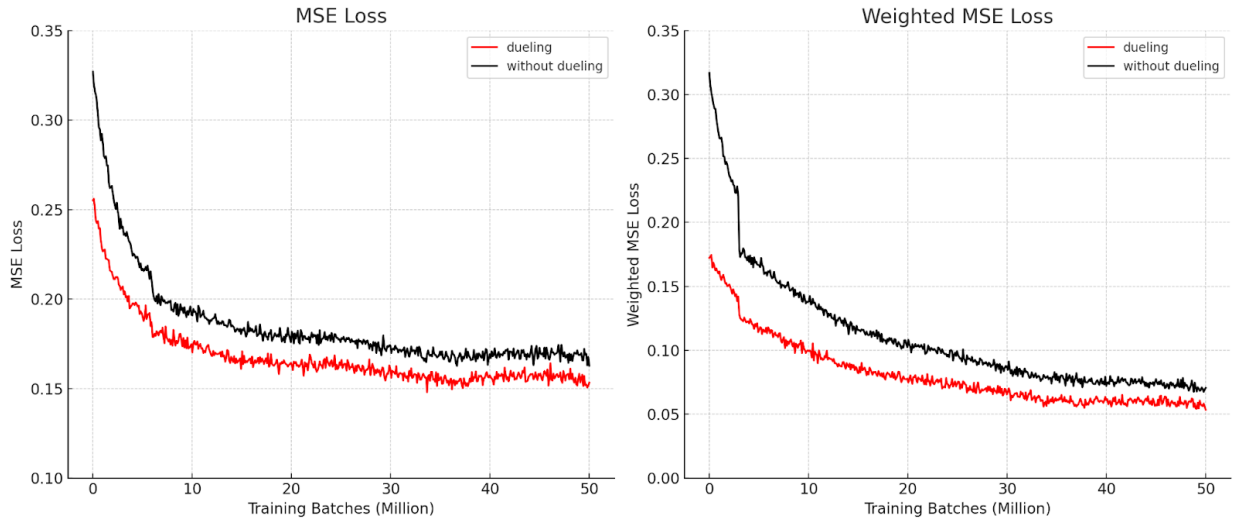 MSE Loss
0.35
0.30
0.25
0.20
0.15
0.10
MSE Loss
dueling
without dueling
0
10
20
30
40
50
Training Batches (Million)
Weighted MSE Loss
0.35
0.30
0.25
0.20
0.15
0.10
0.05
0.00
Weighted MSE Loss
dueling
without dueling
0
10
20
30
40
50
Training Batches (Million)